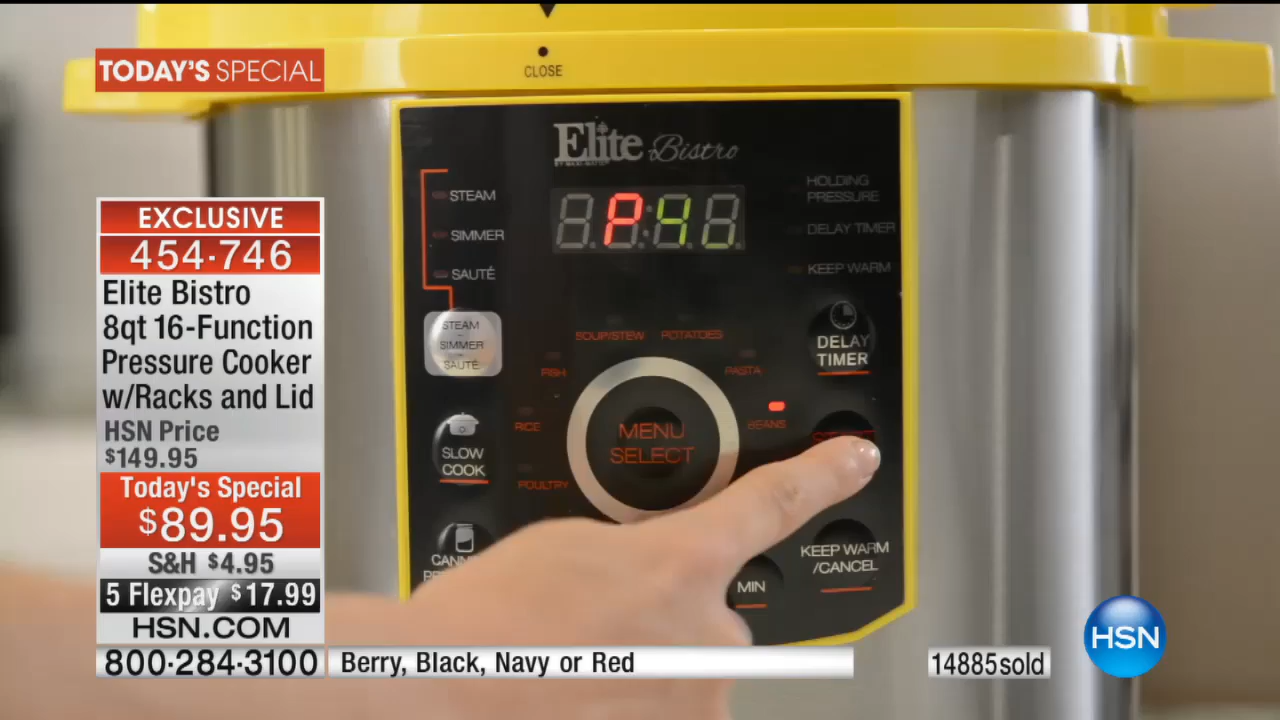 CLOSE
TODAY'S SPECIAL
Elite Bistro
STEAM
SIMMER
SAUTÉ
P4
HOLDING
PRESSURE
DELAY TIMER
KEEP WARM
STEAM
SIMMER
SAUTÉ
SOUP/STEW
POTATOES
FISH
PASTA
RICE
BEANS
POULTRY
MENU
SELECT
DELAY
TIMER
SLOW
COOK
KEEP WARM
/CANCEL
MIN
EXCLUSIVE
454-746
Elite Bistro
8qt 16-Function
Pressure Cooker
w/Racks and Lid
HSN Price
$149.95
Today's Special
$89.95
S&H $4.95
5 Flexpay $17.99
HSN.COM
800-284-3100
Berry, Black, Navy or Red
14885 sold
HSN